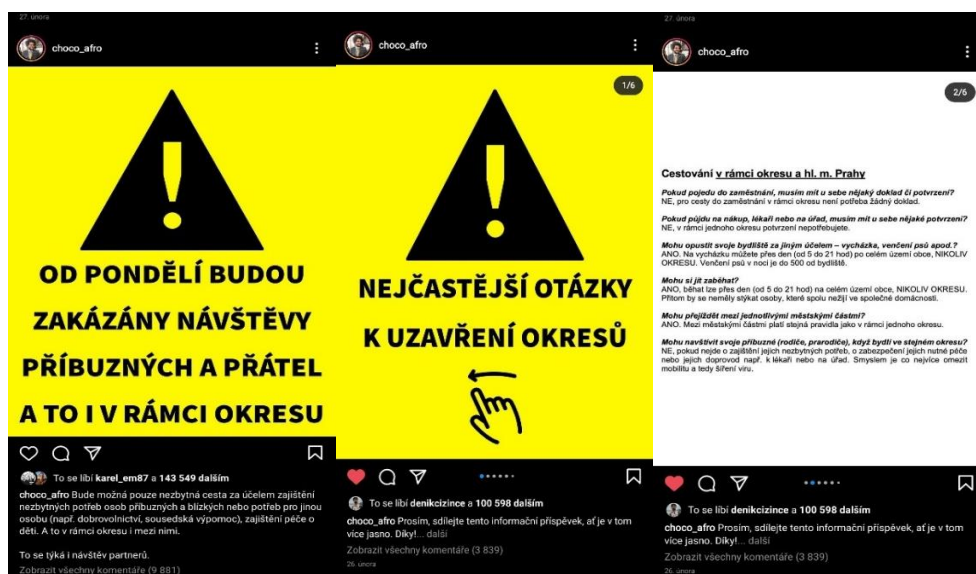 27. února
choco_afro
OD PONDĚLÍ BUDOU
ZAKÁZÁNY NÁVŠTĚVY
PŘÍBUZNÝCH A PŘÁTEL
A TO I V RÁMCI OKRESU
To se líbí karel_em87 a 143 549 dalším
choco_afro Bude možná pouze nezbytná cesta za účelem zajištění
nezbytných potřeb osob příbuzných a blízkých nebo potřeb pro jinou
osobu (např. dobrovolnictví, sousedská výpomoc), zajištění péče o
děti. A to v rámci okresu i mezi nimi.
To se týká i návštěv partnerů.
Zobrazit všechny komentáře (9 881)
choco_afro
1/6
NEJČASTĚJŠÍ OTÁZKY
K UZAVŘENÍ OKRESŮ
To se líbí denikcizince a 100 598 dalším
choco_afro Prosím, sdílejte tento informační příspěvek, ať je v tom
více jasno. Díky!... další
Zobrazit všechny komentáře (3 839)
26. února
27. února
choco_afro
2/6
Cestování v rámci okresu a hl. m. Prahy
Pokud pojedu do zaměstnání, musím mít u sebe nějaký doklad či potvrzení?
NE, pro cesty do zaměstnání v rámci okresu není potřeba žádný doklad.
Pokud půjdu na nákup, lékaři nebo na úřad, musím mít u sebe nějaké potvrzení?
NE, v rámci jednoho okresu potvrzení nepotřebujete.
Mohu opustit svoje bydliště za jiným účelem – vycházka, venčení psů apod.?
ANO. Na vycházku můžete přes den (od 5 do 21 hod) po celém území obce, NIKOLIV
OKRESU. Venčení psů v noci je do 500 od bydliště.
Mohu si jít zaběhat?
ANO, běhat lze přes den (od 5 do 21 hod) na celém území obce, NIKOLIV OKRESU.
Přitom by se neměly stýkat osoby, které spolu nežijí ve společné domácnosti.
Mohu přejíždět mezi jednotlivými městskými částmi?
ANO. Mezi městskými částmi platí stejná pravidla jako v rámci jednoho okresu.
Mohu navštívit svoje příbuzné (rodiče, prarodiče), když bydlí ve stejném okresu?
NE, pokud nejde o zajištění jejich nezbytných potřeb, o zabezpečení jejich nutné péče
nebo jejich doprovod např. k lékaři nebo na úřad. Smyslem je co nejvíce omezit
mobilitu a tedy šíření viru.
To se líbí denikcizince a 100 598 dalším
choco_afro Prosím, sdílejte tento informační příspěvek, ať je v tom
více jasno. Díky!... další
Zobrazit všechny komentáře (3 839)
26. února